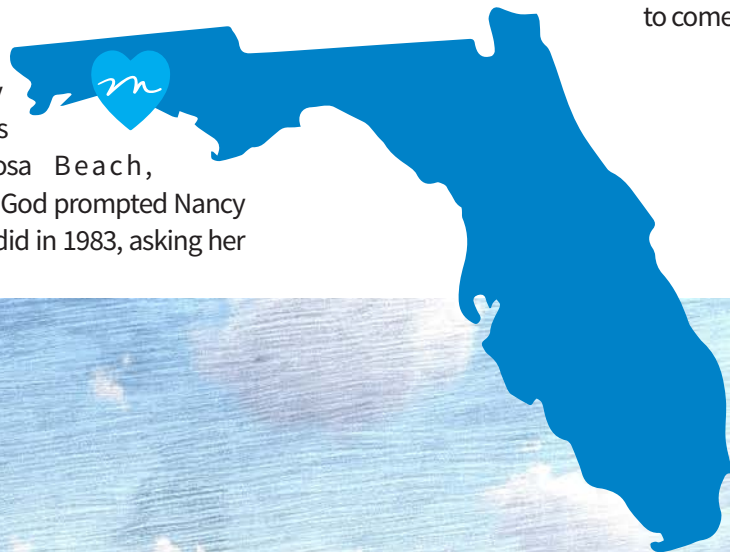 s
osa Beach,
God prompted Nancy
did in 1983, asking her
to come